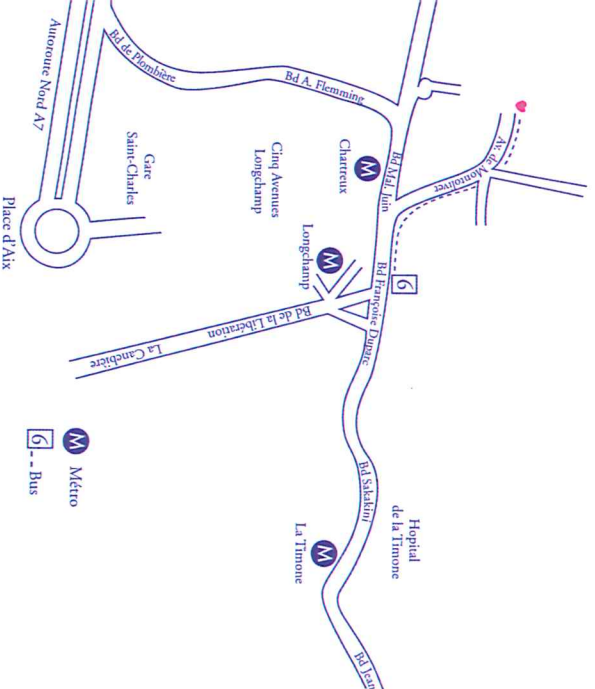 Av. de Montoliver
6
Bd Mal. Juin
M
Chartreux
Bd Françoise Duparc
Bd A. Flemming
Bd de Plombière
Cinq Avenues
Longchamp
M
Longchamp
Gare
Saint-Charles
Autoroute Nord A7
Place d'Aix
Bd de la Libération
La Canebière
Hopital
de la Timone
Bd Sakakini
M
La Timone
Bd Jean
M Métro
6 -- Bus